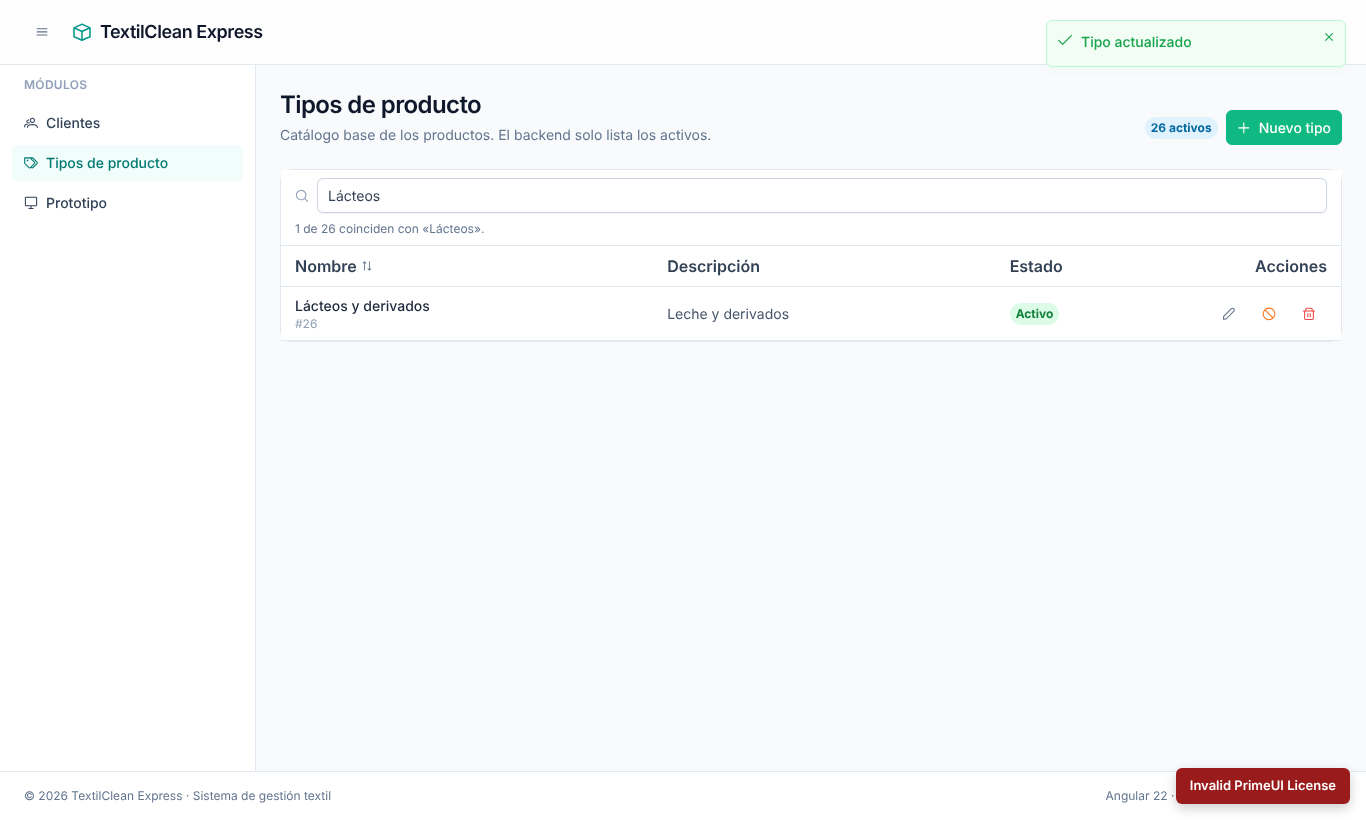 TextilClean Express
Tipo actualizado
MÓDULOS
Clientes
Tipos de producto
Prototipo
Tipos de producto
Catálogo base de los productos. El backend solo lista los activos.
26 activos
Nuevo tipo
Lácteos
1 de 26 coinciden con «Lácteos».
Nombre Descripción Estado Acciones
Lácteos y derivados
#26
Leche y derivados
Activo
© 2026 TextilClean Express · Sistema de gestión textil
Angular 22 ·
Invalid PrimeUI License